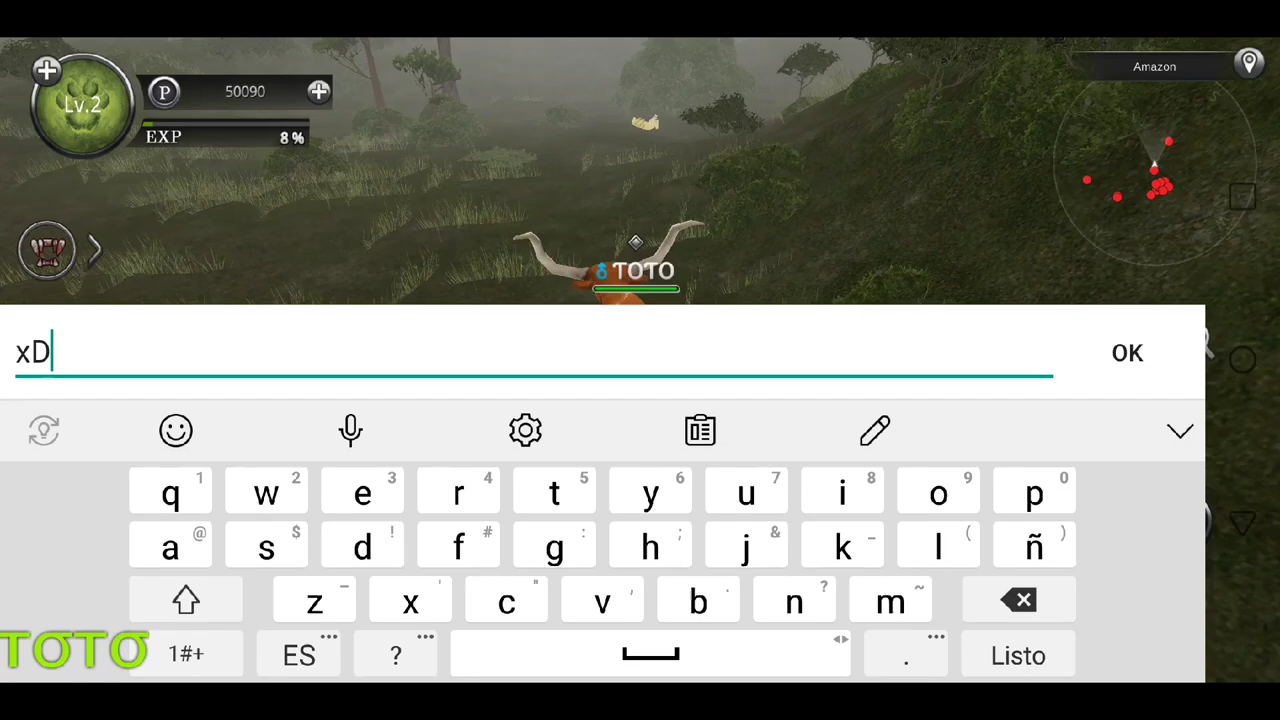 Lv.2
P 50090
EXP 8%
Amazon
TOTO
xD
OK
q 1 w 2 e 3 r 4 t 5 y 6 u 7 i 8 o 9 p 0
a @ s $ d ! f # g : h ; j & k _ l ( ñ )
z - x ' c " v , b . n ? m ~
1#+ ES ? . Listo
TσTσ